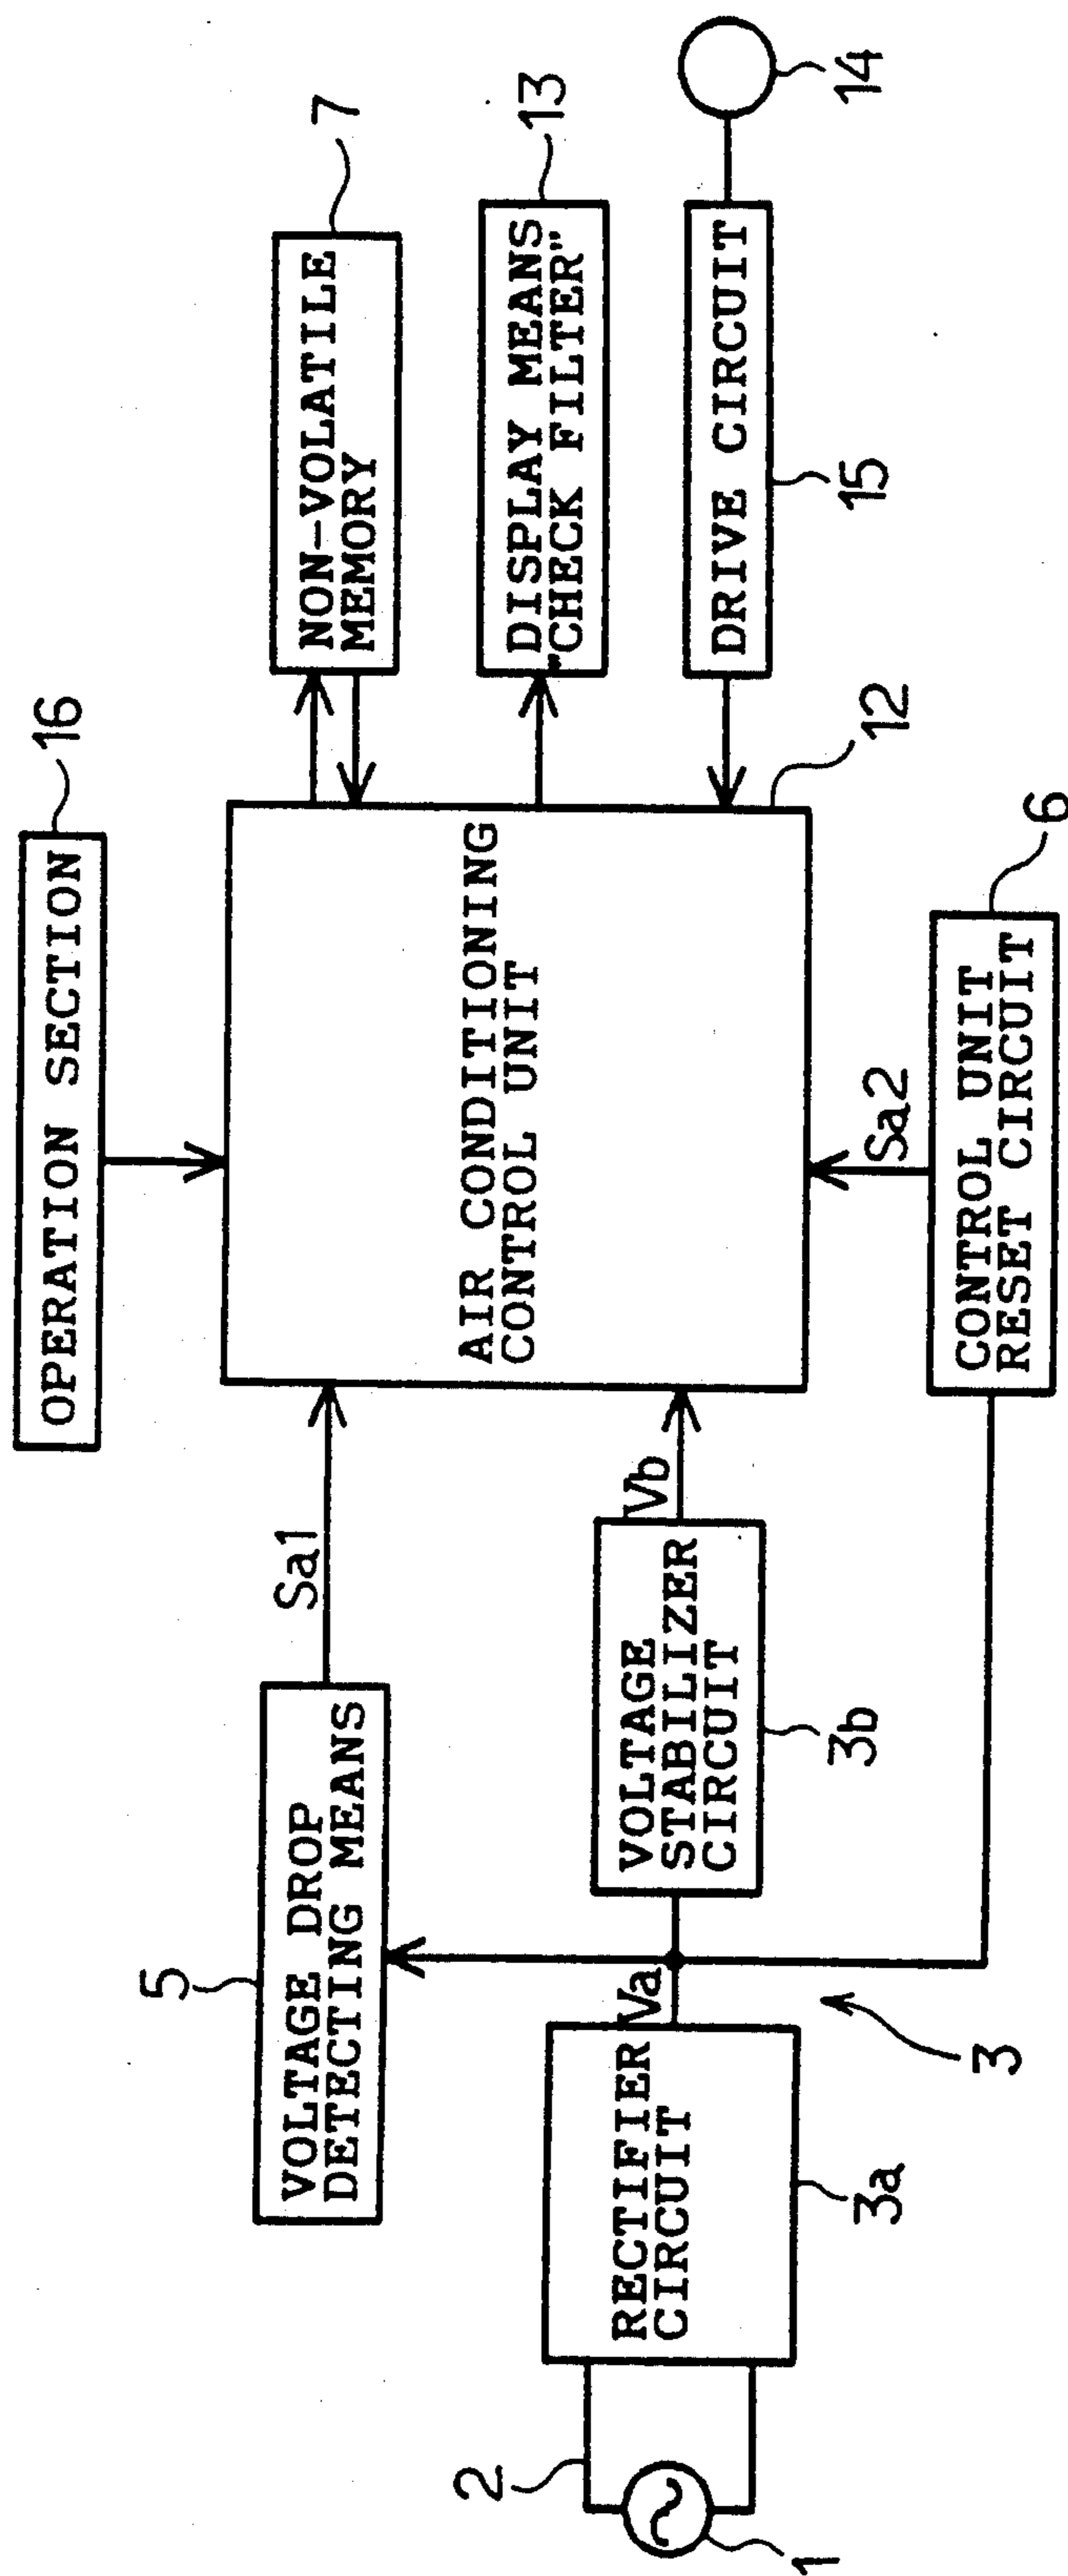 OPERATION SECTION
16
VOLTAGE DROP
DETECTING MEANS
5
Sa1
AIR CONDITIONING
CONTROL UNIT
12
NON-VOLATILE
MEMORY
7
DISPLAY MEANS
"CHECK FILTER"
13
DRIVE CIRCUIT
15
14
1
2
RECTIFIER
CIRCUIT
3a
Va
3
VOLTAGE
STABILIZER
CIRCUIT
3b
Vb
Sa2
CONTROL UNIT
RESET CIRCUIT
6